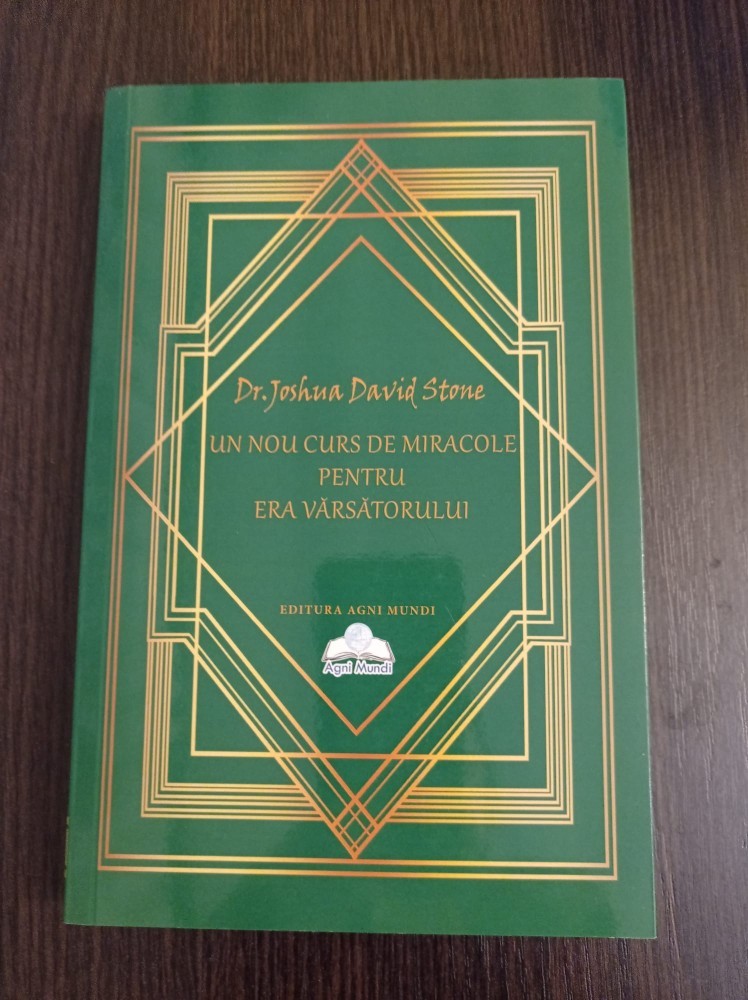 Dr. Joshua David Stone
UN NOU CURS DE MIRACOLE
PENTRU
ERA VĂRSĂTORULUI
EDITURA AGNI MUNDI
Agni Mundi